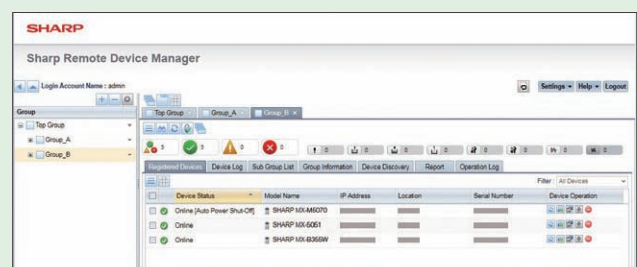 SHARP
Sharp Remote Device Manager
Login Account Name : admin
Settings Help Logout
Group
Top Group
Group_A
Group_B
Top Group Group_A Group_B
Registered Devices Device Log Sub Group List Group Information Device Discovery Report Operation Log
Filter : All Devices
Device Status Model Name IP Address Location Serial Number Device Operation
Online [Auto Power Shut-Off] SHARP MX-M5070
Online SHARP MX-5051
Online SHARP MX-B355W